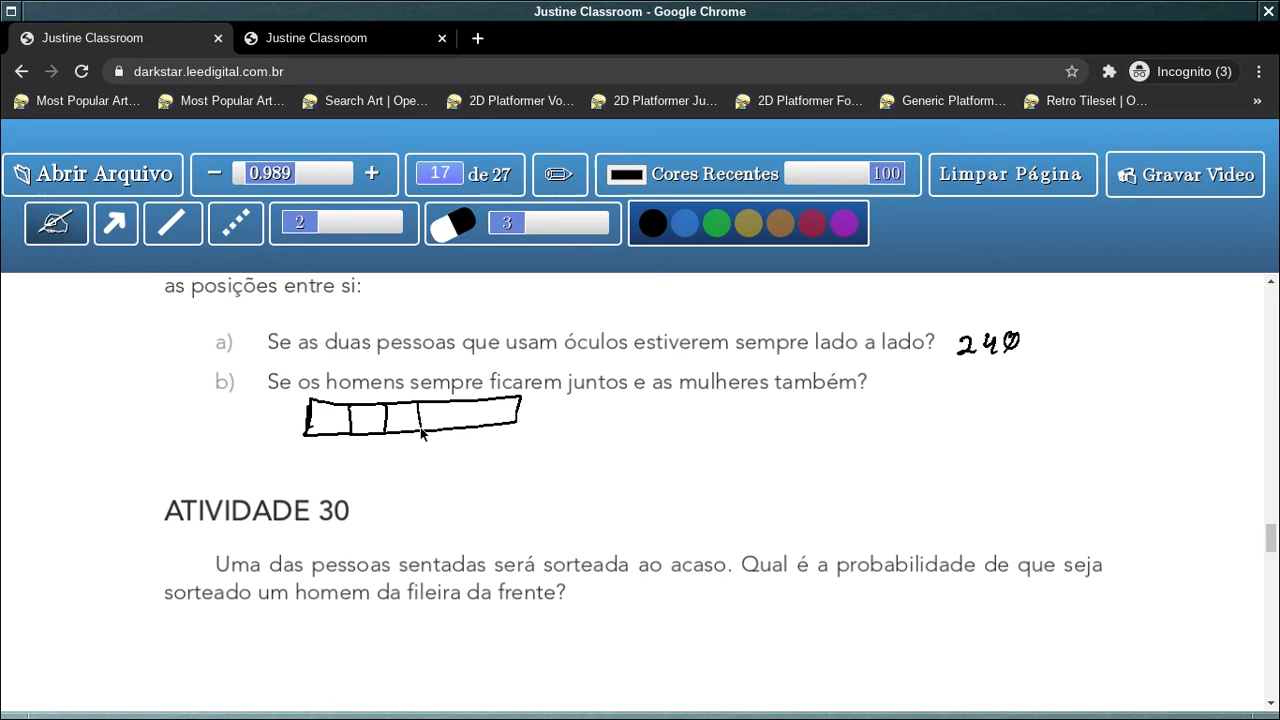 Justine Classroom - Google Chrome
Justine Classroom
Justine Classroom
darkstar.leedigital.com.br
Incognito (3)
Most Popular Art...
Most Popular Art...
Search Art | Ope...
2D Platformer Vo...
2D Platformer Ju...
2D Platformer Fo...
Generic Platform...
Retro Tileset | O...
»
Abrir Arquivo
− 0.989 +
17 de 27
Cores Recentes 100
Limpar Página
Gravar Video
2
3
as posições entre si:
a) Se as duas pessoas que usam óculos estiverem sempre lado a lado? 240
b) Se os homens sempre ficarem juntos e as mulheres também?
ATIVIDADE 30
Uma das pessoas sentadas será sorteada ao acaso. Qual é a probabilidade de que seja
sorteado um homem da fileira da frente?